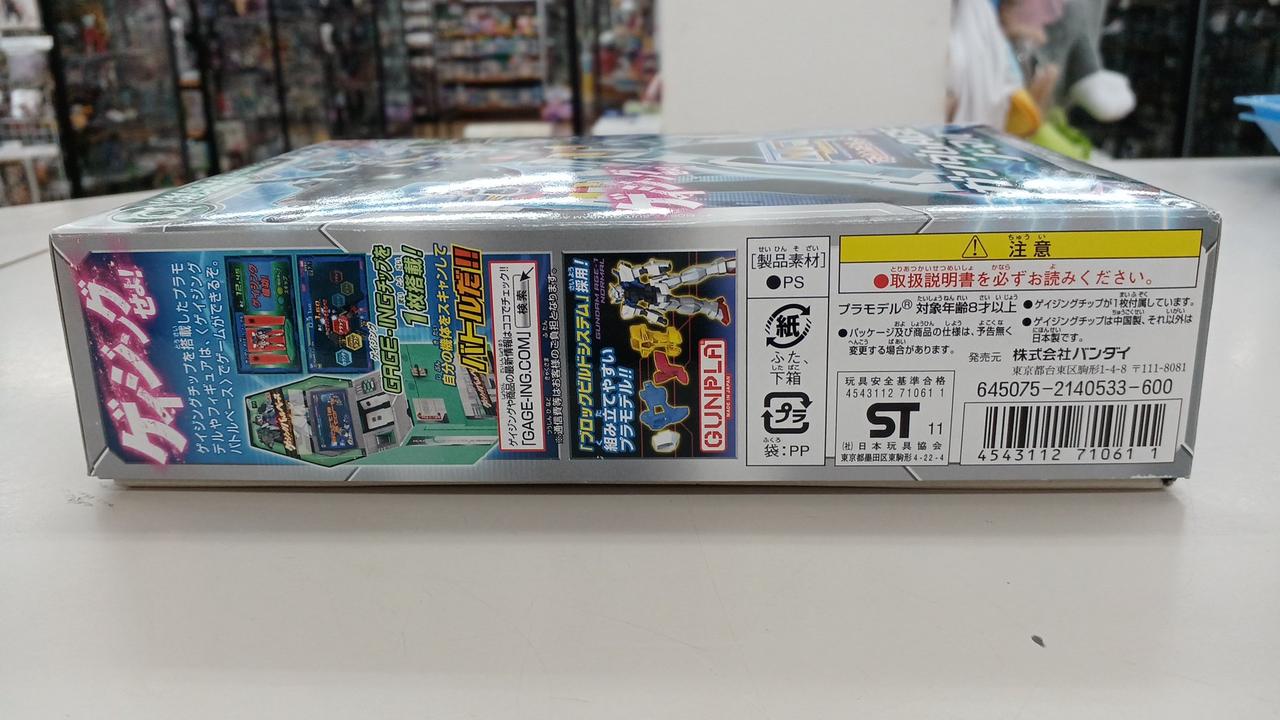 ゲイジングせよ!
ゲイジングチップを搭載したプラモ
デルやフィギュアは、〈ゲイジング
バトルベース〉でゲームができるぞ。
GAGE-INGチップを
1枚搭載!
自分の機体をスキャンして
バトルだ!!
ゲイジングや商品の最新情報はココでチェック!!
「GAGE-ING.COM」 検索
※通信費等はお客様のご負担となります。
「ブロックビルドシステム」採用!
組み立てやすい
プラモデル!!
GUNDAM AGE-1
NORMAL
GUNPLA
MADE IN JAPAN
[製品素材]
●PS
紙
ふた、
下箱
プラ
袋:PP
注意
●取扱説明書を必ずお読みください。
プラモデル® 対象年齢8才以上
●パッケージ及び商品の仕様は、予告無く
変更する場合があります。
●ゲイジングチップが1枚付属しています。
●ゲイジングチップは中国製、それ以外は
日本製です。
発売元 株式会社バンダイ
東京都台東区駒形1-4-8 〒111-8081
玩具安全基準合格
4543112 71061 1
ST 11
(社)日本玩具協会
東京都墨田区東駒形4-22-4
645075-2140533-600
4543112 71061 1